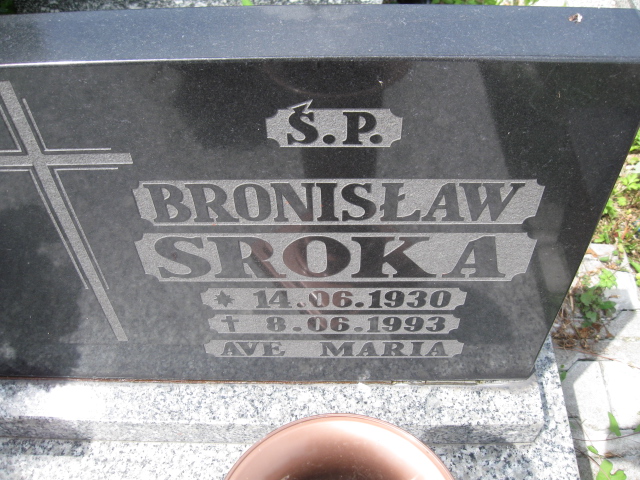 Ś.P.
BRONISŁAW
SROKA
* 14.06.1930
† 8.06.1993
AVE MARIA